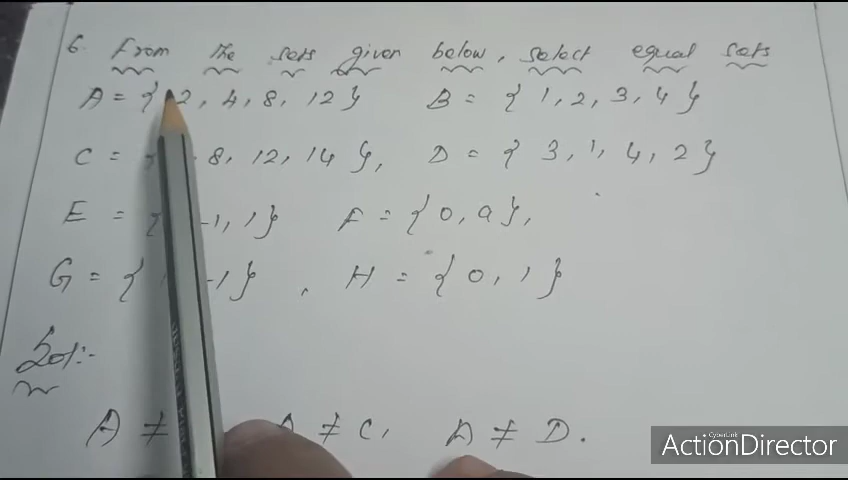 6. From the sets given below, select equal sets
A = { 2, 4, 8, 12 } B = { 1, 2, 3, 4 }
C = 8, 12, 14 }, D = { 3, 1, 4, 2 }
E = { -1, 1 } F = { 0, a },
G = { -1 } , H = { 0, 1 }
Sol:-
A ≠ A ≠ C, A ≠ D.
CyberLink
ActionDirector